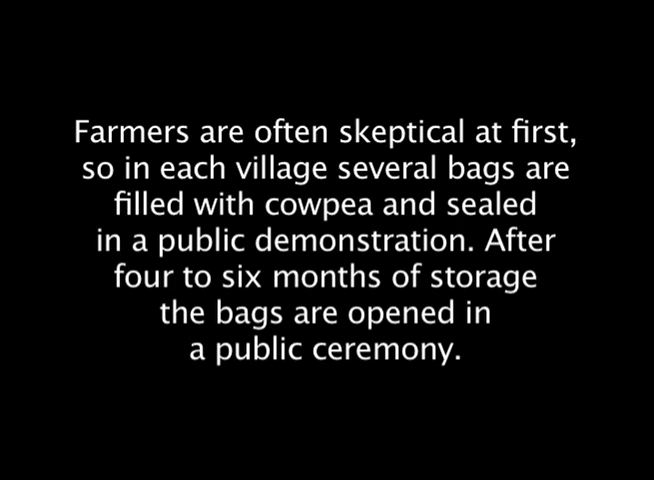 Farmers are often skeptical at first,
so in each village several bags are
filled with cowpea and sealed
in a public demonstration. After
four to six months of storage
the bags are opened in
a public ceremony.